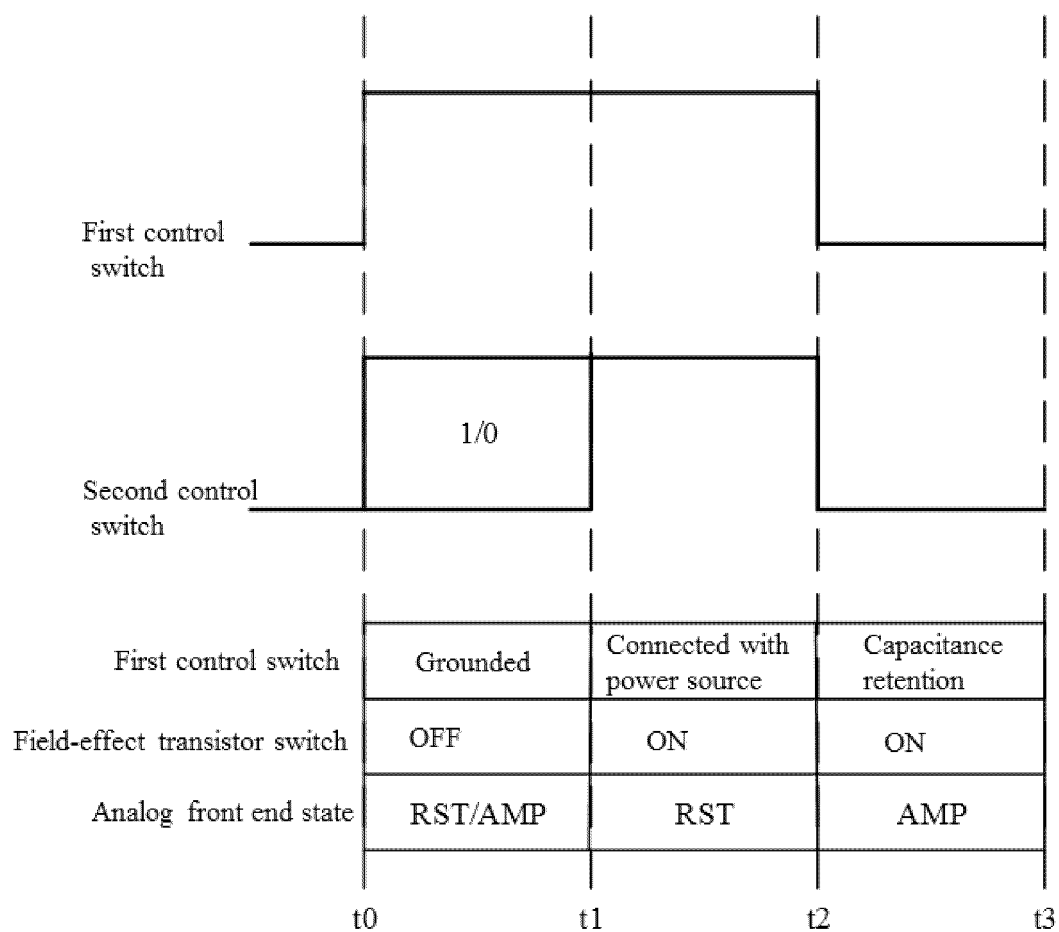 First control
switch
1/0
Second control
switch
First control switch
Grounded
Connected with
power source
Capacitance
retention
Field-effect transistor switch
OFF
ON
ON
Analog front end state
RST/AMP
RST
AMP
t0
t1
t2
t3